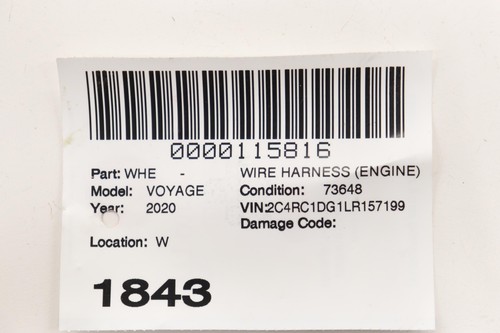 0000115816
Part: WHE - WIRE HARNESS (ENGINE)
Model: VOYAGE Condition: 73648
Year: 2020 VIN:2C4RC1DG1LR157199
Damage Code:
Location: W
1843